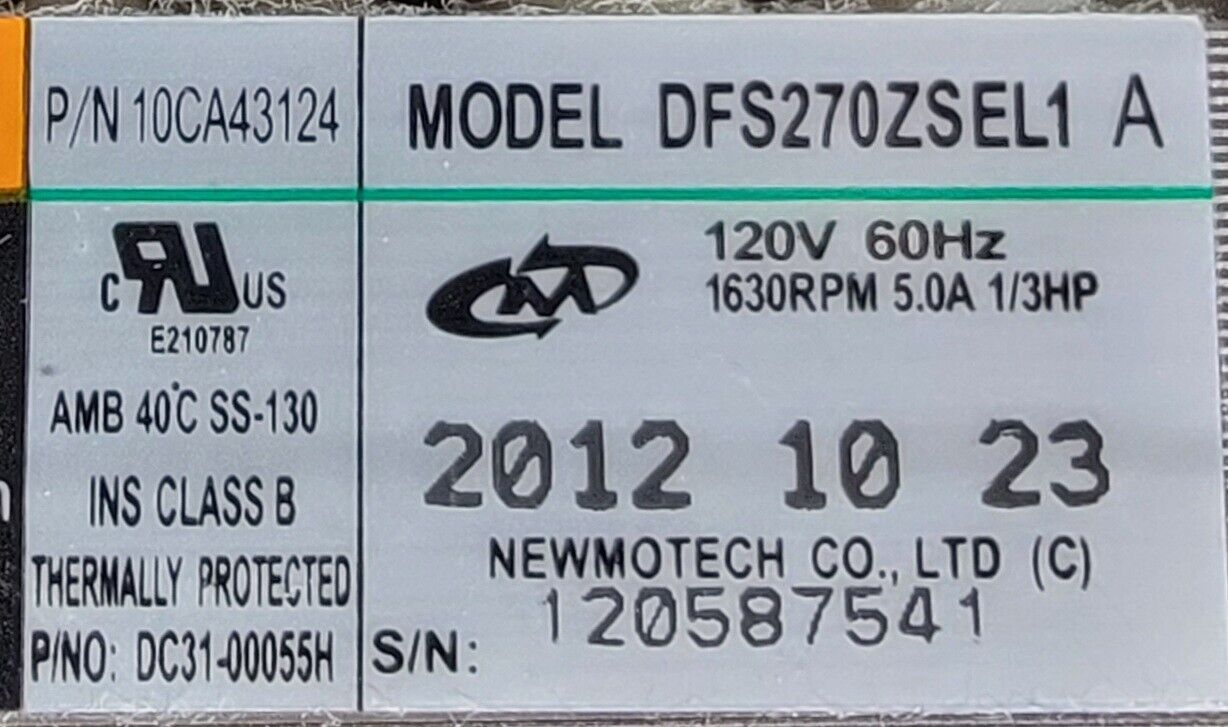 P/N 10CA43124
MODEL DFS270ZSEL1 A
c RU US
E210787
AMB 40°C SS-130
INS CLASS B
THERMALLY PROTECTED
P/NO: DC31-00055H
120V 60Hz
1630RPM 5.0A 1/3HP
2012 10 23
NEWMOTECH CO., LTD (C)
S/N: 120587541